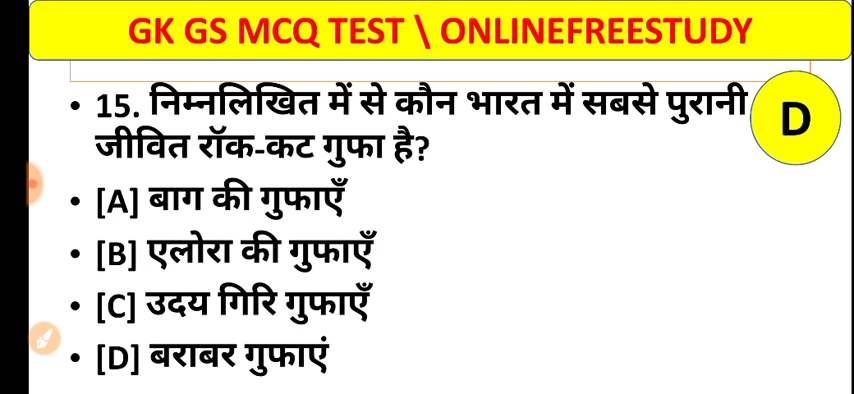 GK GS MCQ TEST \ ONLINEFREESTUDY
• 15. निम्नलिखित में से कौन भारत में सबसे पुरानी
D
जीवित रॉक-कट गुफा है?
• [A] बाग की गुफाएँ
• [B] एलोरा की गुफाएँ
• [C] उदय गिरि गुफाएँ
• [D] बराबर गुफाएं